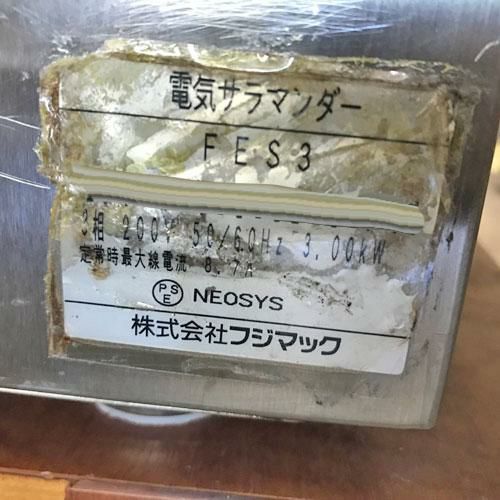 電気サラマンダー
FES3
3相 200V 50/60Hz 3.00kW
定常時最大線電流 8.7A
PSE NEOSYS
株式会社フジマック